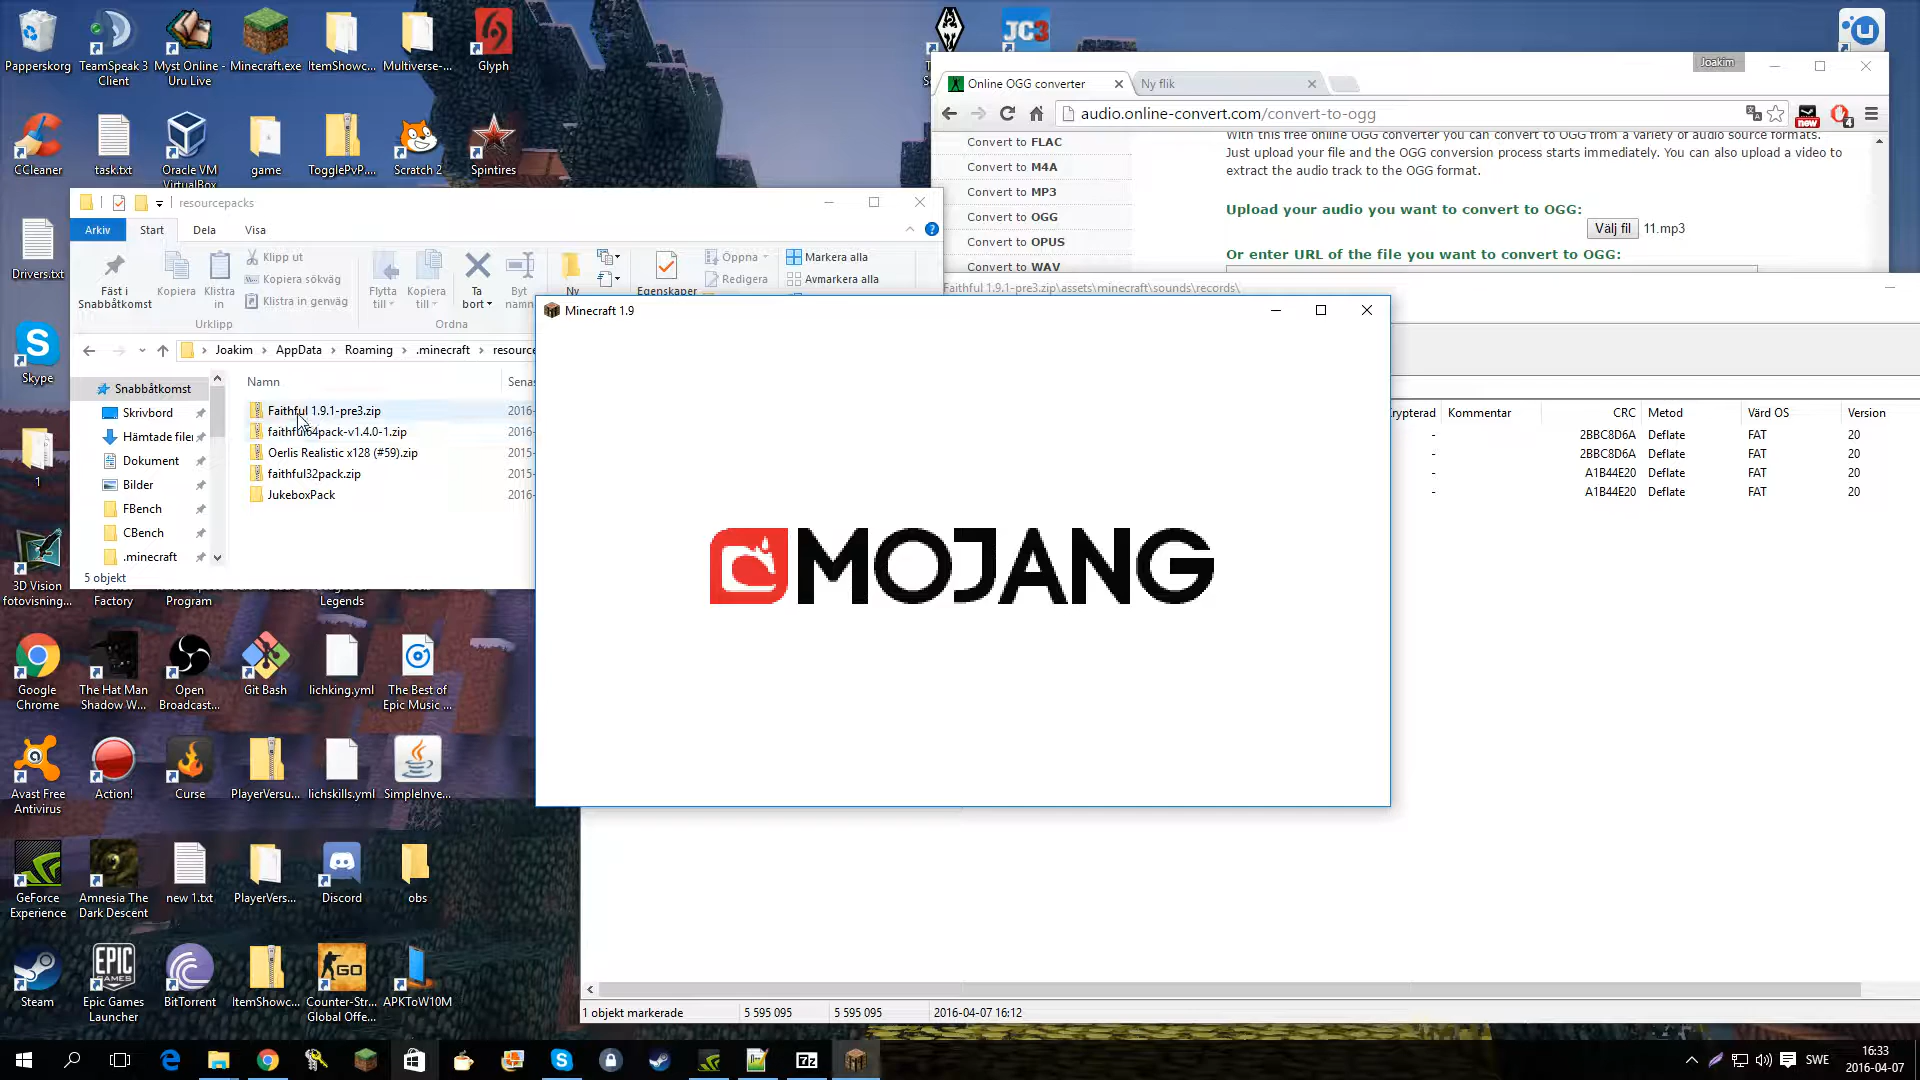 Papperskorg
TeamSpeak 3 Client
Myst Online - Uru Live
Minecraft.exe
ItemShowc...
Multiverse-...
Glyph
CCleaner
task.txt
Oracle VM VirtualBox
game
TogglePvP....
Scratch 2
Spintires
Joakim
Online OGG converter
Ny flik
audio.online-convert.com/convert-to-ogg
Convert to FLAC
Convert to M4A
Convert to MP3
Convert to OGG
Convert to OPUS
Convert to WAV
With this free online OGG converter you can convert to OGG from a variety of audio source formats.
Just upload your file and the OGG conversion process starts immediately. You can also upload a video to
extract the audio track to the OGG format.
Upload your audio you want to convert to OGG:
Välj fil 11.mp3
Or enter URL of the file you want to convert to OGG:
resourcepacks
Arkiv Start Dela Visa
Fäst i Snabbåtkomst
Kopiera
Klistra in
Klipp ut
Kopiera sökväg
Klistra in genväg
Urklipp
Flytta till
Kopiera till
Ta bort
Byt namn
Ordna
Ny
Egenskaper
Öppna
Redigera
Markera alla
Avmarkera alla
Joakim AppData Roaming .minecraft resource
Snabbåtkomst
Skrivbord
Hämtade filer
Dokument
Bilder
FBench
CBench
.minecraft
Namn Senas
Faithful 1.9.1-pre3.zip 2016-
faithful64pack-v1.4.0-1.zip 2016-
Oerlis Realistic x128 (#59).zip 2015-
faithful32pack.zip 2015-
JukeboxPack 2016-
5 objekt
Faithful 1.9.1-pre3.zip\assets\minecraft\sounds\records\
Minecraft 1.9
MOJANG
Krypterad Kommentar CRC Metod Värd OS Version
- 2BBC8D6A Deflate FAT 20
- 2BBC8D6A Deflate FAT 20
- A1B44E20 Deflate FAT 20
- A1B44E20 Deflate FAT 20
1 objekt markerade 5 595 095 5 595 095 2016-04-07 16:12
Drivers.txt
Skype
1
3D Vision fotovisning...
Factory
Program
Legends
Google Chrome
The Hat Man Shadow W...
Open Broadcast...
Git Bash
lichking.yml
The Best of Epic Music ...
Avast Free Antivirus
Action!
Curse
PlayerVersu...
lichskills.yml
SimpleInve...
GeForce Experience
Amnesia The Dark Descent
new 1.txt
PlayerVers...
Discord
obs
Steam
Epic Games Launcher
BitTorrent
ItemShowc...
Counter-Str... Global Offe...
APKToW10M
SWE
16:33
2016-04-07